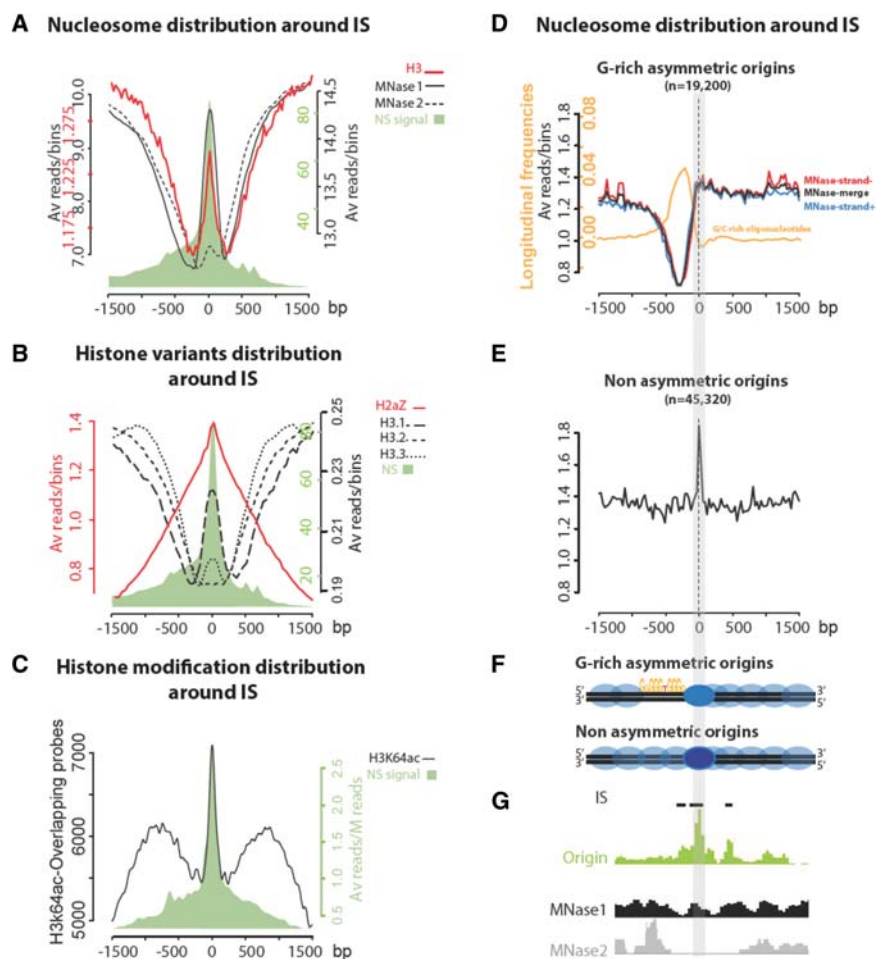 A Nucleosome distribution around IS
H3
MNase 1
MNase 2
NS signal
Av reads/bins
1.175 1.225 1.275
7.0 8.0 9.0 10.0
40 60 80
13.0 13.5 14.0 14.5
Av reads/bins
-1500 -500 0 500 1500 bp
B Histone variants distribution
around IS
H2aZ
H3.1
H3.2
H3.3
NS
Av reads/bins
0.8 1.0 1.2 1.4
20 40 60 80
0.19 0.21 0.23 0.25
Av reads/bins
-1500 -500 0 500 1500 bp
C Histone modification distribution
around IS
H3K64ac
NS signal
H3k64ac-Overlapping probes
5000 6000 7000
0.5 1.0 1.5 2.0 2.5
Av reads/M reads
-1500 -500 0 500 1500
bp
D Nucleosome distribution around IS
G-rich asymmetric origins
(n=19,200)
Longitudinal frequencies
0.00 0.04 0.08
Av reads/bins
0.8 1.0 1.2 1.4 1.6 1.8
MNase-strand-
MNase-merge
MNase-strand+
G/C-rich oligonucleotides
-1500 -500 0 500 1500 bp
E Non asymmetric origins
(n=45,320)
Av reads/bins
0.8 1.0 1.2 1.4 1.6 1.8
-1500 -500 0 500 1500 bp
F G-rich asymmetric origins
5' 3'
3' 5'
Non asymmetric origins
5' 3'
3' 5'
G
IS
Origin
MNase1
MNase2